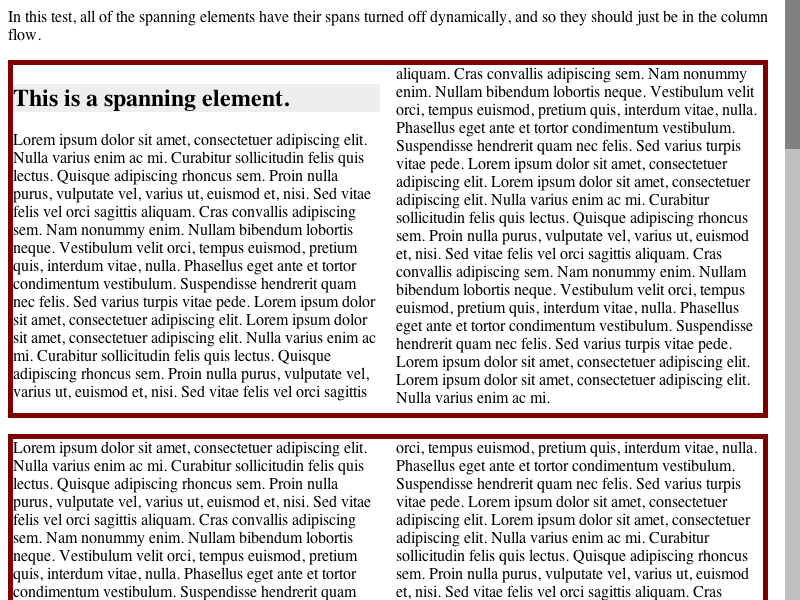 In this test, all of the spanning elements have their spans turned off dynamically, and so they should just be in the column
flow.
This is a spanning element.
Lorem ipsum dolor sit amet, consectetuer adipiscing elit.
Nulla varius enim ac mi. Curabitur sollicitudin felis quis
lectus. Quisque adipiscing rhoncus sem. Proin nulla
purus, vulputate vel, varius ut, euismod et, nisi. Sed vitae
felis vel orci sagittis aliquam. Cras convallis adipiscing
sem. Nam nonummy enim. Nullam bibendum lobortis
neque. Vestibulum velit orci, tempus euismod, pretium
quis, interdum vitae, nulla. Phasellus eget ante et tortor
condimentum vestibulum. Suspendisse hendrerit quam
nec felis. Sed varius turpis vitae pede. Lorem ipsum dolor
sit amet, consectetuer adipiscing elit. Lorem ipsum dolor
sit amet, consectetuer adipiscing elit. Nulla varius enim ac
mi. Curabitur sollicitudin felis quis lectus. Quisque
adipiscing rhoncus sem. Proin nulla purus, vulputate vel,
varius ut, euismod et, nisi. Sed vitae felis vel orci sagittis
aliquam. Cras convallis adipiscing sem. Nam nonummy
enim. Nullam bibendum lobortis neque. Vestibulum velit
orci, tempus euismod, pretium quis, interdum vitae, nulla.
Phasellus eget ante et tortor condimentum vestibulum.
Suspendisse hendrerit quam nec felis. Sed varius turpis
vitae pede. Lorem ipsum dolor sit amet, consectetuer
adipiscing elit. Lorem ipsum dolor sit amet, consectetuer
adipiscing elit. Nulla varius enim ac mi. Curabitur
sollicitudin felis quis lectus. Quisque adipiscing rhoncus
sem. Proin nulla purus, vulputate vel, varius ut, euismod
et, nisi. Sed vitae felis vel orci sagittis aliquam. Cras
convallis adipiscing sem. Nam nonummy enim. Nullam
bibendum lobortis neque. Vestibulum velit orci, tempus
euismod, pretium quis, interdum vitae, nulla. Phasellus
eget ante et tortor condimentum vestibulum. Suspendisse
hendrerit quam nec felis. Sed varius turpis vitae pede.
Lorem ipsum dolor sit amet, consectetuer adipiscing elit.
Lorem ipsum dolor sit amet, consectetuer adipiscing elit.
Nulla varius enim ac mi.
Lorem ipsum dolor sit amet, consectetuer adipiscing elit.
Nulla varius enim ac mi. Curabitur sollicitudin felis quis
lectus. Quisque adipiscing rhoncus sem. Proin nulla
purus, vulputate vel, varius ut, euismod et, nisi. Sed vitae
felis vel orci sagittis aliquam. Cras convallis adipiscing
sem. Nam nonummy enim. Nullam bibendum lobortis
neque. Vestibulum velit orci, tempus euismod, pretium
quis, interdum vitae, nulla. Phasellus eget ante et tortor
condimentum vestibulum. Suspendisse hendrerit quam
orci, tempus euismod, pretium quis, interdum vitae, nulla.
Phasellus eget ante et tortor condimentum vestibulum.
Suspendisse hendrerit quam nec felis. Sed varius turpis
vitae pede. Lorem ipsum dolor sit amet, consectetuer
adipiscing elit. Lorem ipsum dolor sit amet, consectetuer
adipiscing elit. Nulla varius enim ac mi. Curabitur
sollicitudin felis quis lectus. Quisque adipiscing rhoncus
sem. Proin nulla purus, vulputate vel, varius ut, euismod
et, nisi. Sed vitae felis vel orci sagittis aliquam. Cras